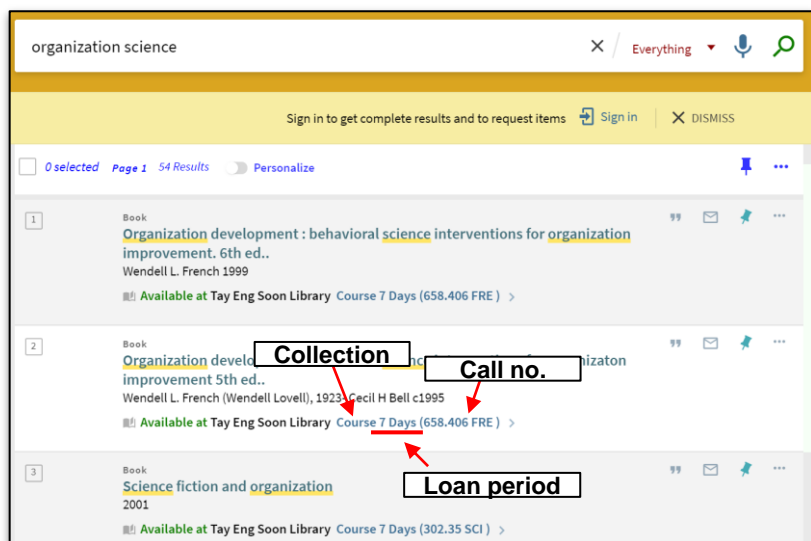 organization science
Everything
Sign in to get complete results and to request items Sign in DISMISS
0 selected Page 1 54 Results Personalize
1
Book
Organization development : behavioral science interventions for organization
improvement. 6th ed..
Wendell L. French 1999
Available at Tay Eng Soon Library Course 7 Days (658.406 FRE ) >
2
Book
Collection
Call no.
Organization
improvement 5th ed..
Wendell L. French (Wendell Lovell), 1923- Cecil H Bell c1995
Available at Tay Eng Soon Library Course 7 Days (658.406 FRE ) >
Loan period
3
Book
Science fiction and organization
2001
Available at Tay Eng Soon Library Course 7 Days (302.35 SCI ) >